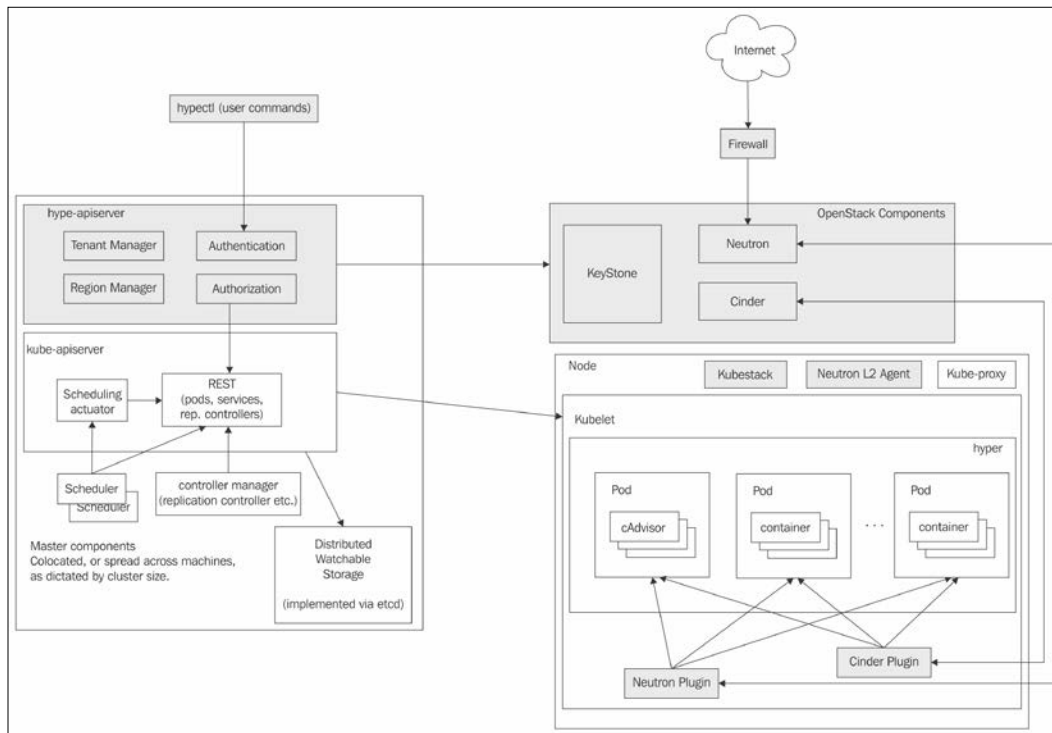 Internet
hypectl (user commands)
Firewall
hype-apiserver
Tenant Manager
Authentication
Region Manager
Authorization
OpenStack Components
KeyStone
Neutron
Cinder
kube-apiserver
Scheduling
actuator
REST
(pods, services,
rep. controllers)
Scheduler
Scheduler
controller manager
(replication controller etc.)
Master components
Colocated, or spread across machines,
as dictated by cluster size.
Distributed
Watchable
Storage
(implemented via etcd)
Node
Kubestack
Neutron L2 Agent
Kube-proxy
Kubelet
hyper
Pod
cAdvisor
Pod
container
. . .
Pod
container
Cinder Plugin
Neutron Plugin